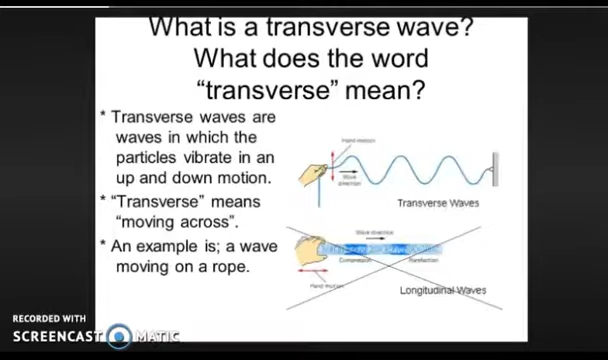 What is a transverse wave?
What does the word
“transverse” mean?
* Transverse waves are
waves in which the
particles vibrate in an
up and down motion.
* “Transverse” means
“moving across”.
* An example is; a wave
moving on a rope.
Hand motion
Wave
direction
Transverse Waves
Wave direction
Compression Rarefaction
Hand motion
Longitudinal Waves
RECORDED WITH
SCREENCAST MATIC